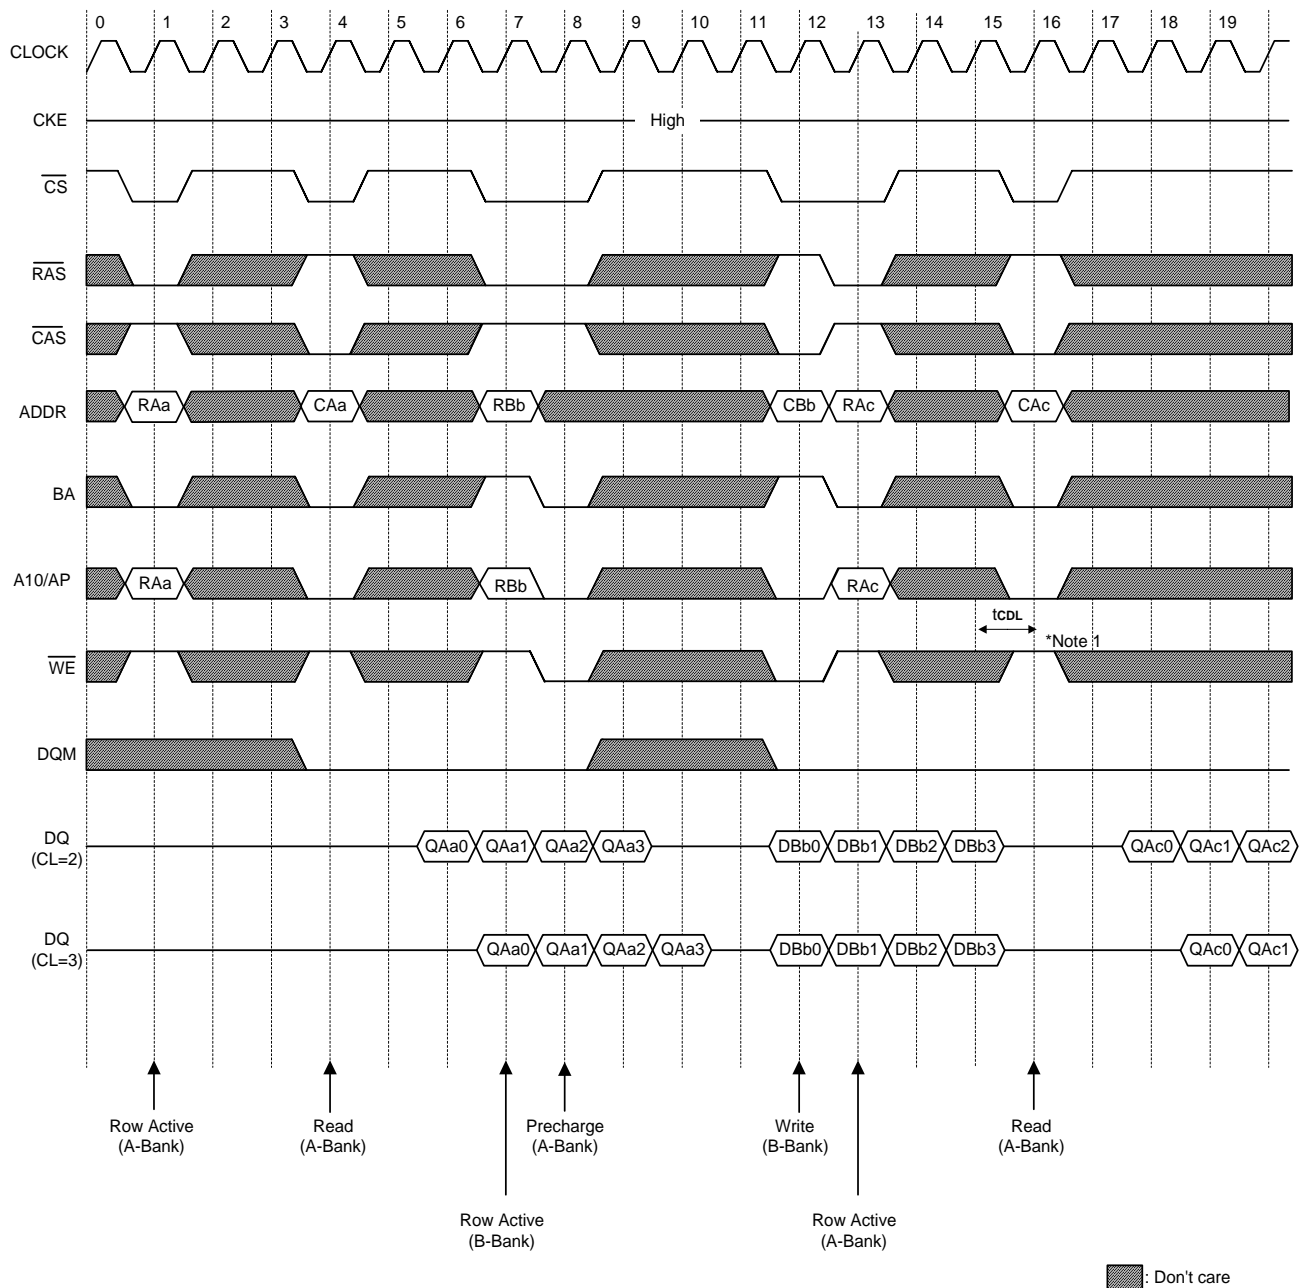 0 1 2 3 4 5 6 7 8 9 10 11 12 13 14 15 16 17 18 19
CLOCK
CKE High
CS
RAS
CAS
ADDR RAa CAa RBb CBb RAc CAc
BA
A10/AP RAa RBb RAc
tCDL
*Note 1
WE
DQM
DQ
(CL=2)
QAa0 QAa1 QAa2 QAa3 DBb0 DBb1 DBb2 DBb3 QAc0 QAc1 QAc2
DQ
(CL=3)
QAa0 QAa1 QAa2 QAa3 DBb0 DBb1 DBb2 DBb3 QAc0 QAc1
Row Active
(A-Bank)
Read
(A-Bank)
Precharge
(A-Bank)
Write
(B-Bank)
Read
(A-Bank)
Row Active
(B-Bank)
Row Active
(A-Bank)
: Don't care